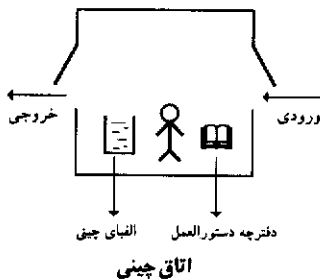 ورودی
خروجی
دفترچه دستورالعمل
الفبای چینی
اتاق چینی